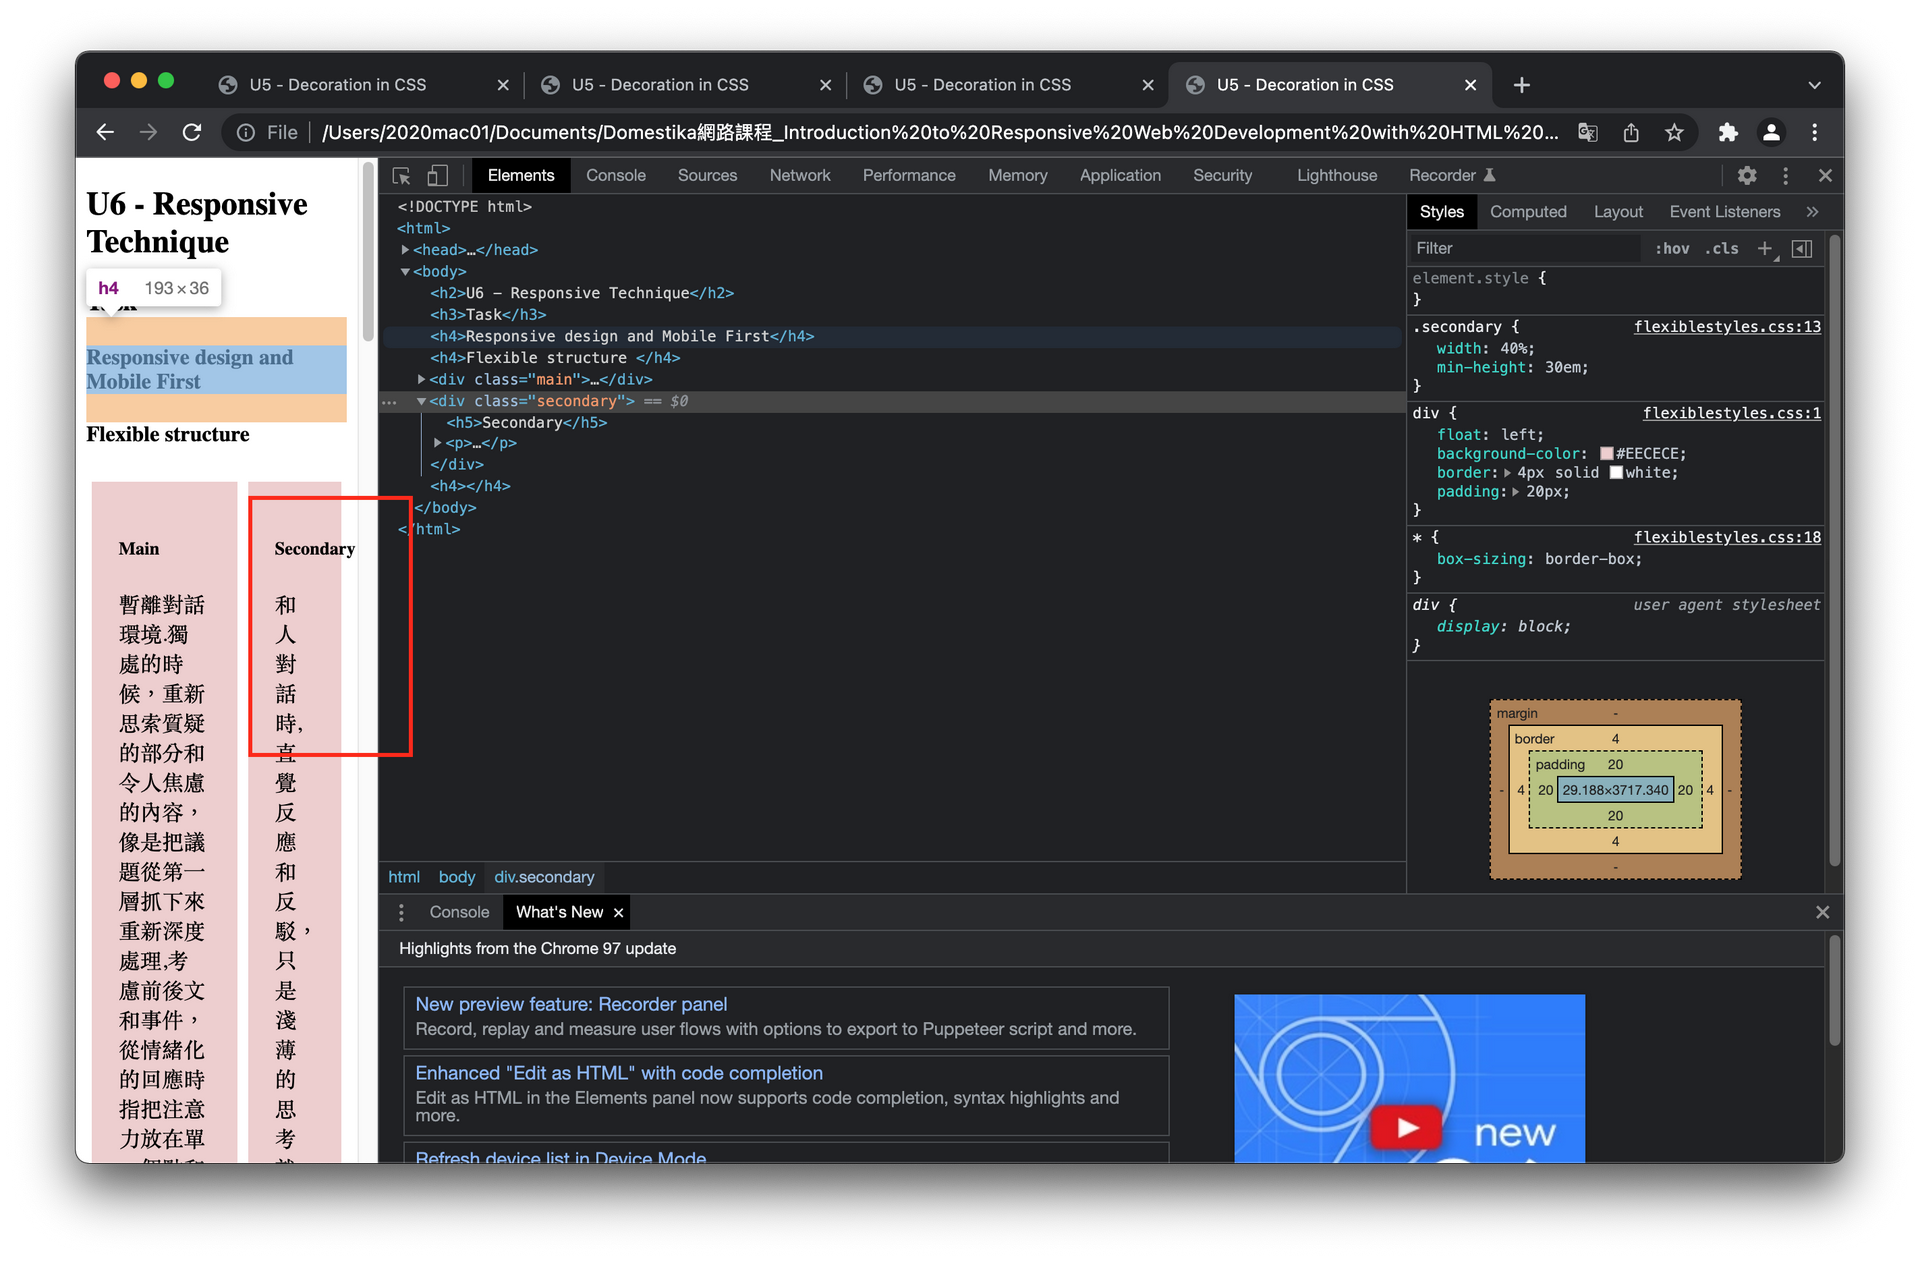 U5 - Decoration in CSS
U5 - Decoration in CSS
U5 - Decoration in CSS
U5 - Decoration in CSS
File
/Users/2020mac01/Documents/Domestika網路課程_Introduction%20to%20Responsive%20Web%20Development%20with%20HTML%20...
U6 - Responsive
Technique
h4 193 × 36
Responsive design and
Mobile First
Flexible structure
Main
暫離對話
環境.獨
處的時
候，重新
思索質疑
的部分和
令人焦慮
的內容，
像是把議
題從第一
層抓下來
重新深度
處理,考
慮前後文
和事件，
從情緒化
的回應時
指把注意
力放在單
Secondary
和
人
對
話
時,
直
覺
反
應
和
反
駁，
只
是
淺
薄
的
思
考
Elements Console Sources Network Performance Memory Application Security Lighthouse Recorder
<!DOCTYPE html>
<html>
<head>…</head>
<body>
<h2>U6 - Responsive Technique</h2>
<h3>Task</h3>
<h4>Responsive design and Mobile First</h4>
<h4>Flexible structure </h4>
<div class="main">…</div>
<div class="secondary"> == $0
<h5>Secondary</h5>
<p>…</p>
</div>
<h4></h4>
</body>
</html>
html body div.secondary
Styles Computed Layout Event Listeners
Filter :hov .cls
element.style {
}
.secondary { flexiblestyles.css:13
width: 40%;
min-height: 30em;
}
div { flexiblestyles.css:1
float: left;
background-color: #EECECE;
border: 4px solid white;
padding: 20px;
}
* { flexiblestyles.css:18
box-sizing: border-box;
}
div { user agent stylesheet
display: block;
}
margin -
border 4
padding 20
- 4 20 29.188×3717.340 20 4 -
20
4
-
Console What's New
Highlights from the Chrome 97 update
New preview feature: Recorder panel
Record, replay and measure user flows with options to export to Puppeteer script and more.
Enhanced "Edit as HTML" with code completion
Edit as HTML in the Elements panel now supports code completion, syntax highlights and
more.
Refresh device list in Device Mode
new